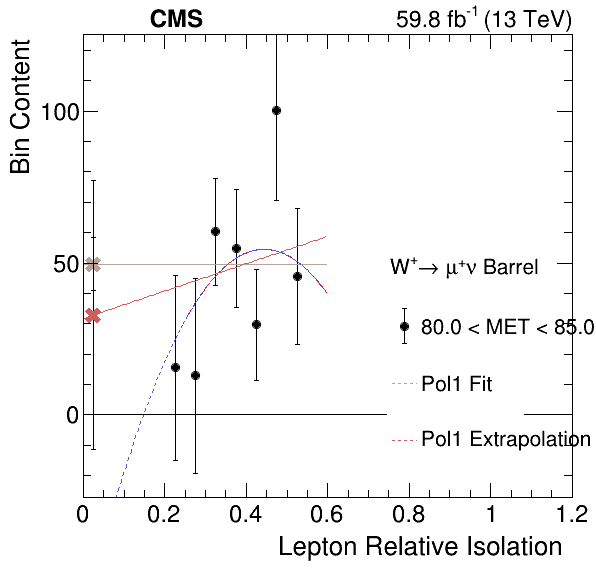 CMS
59.8 fb⁻¹ (13 TeV)
Bin Content
100
50
0
W⁺→ μ⁺ν Barrel
80.0 < MET < 85.0
Pol1 Fit
Pol1 Extrapolation
0 0.2 0.4 0.6 0.8 1 1.2
Lepton Relative Isolation